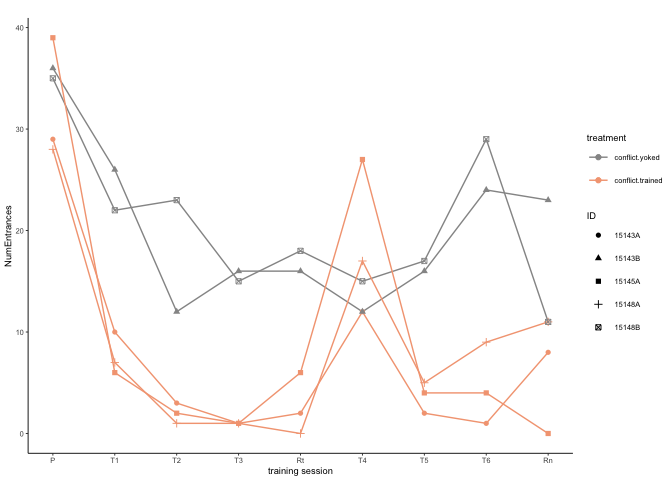 40
30
20
10
0
NumEntrances
P T1 T2 T3 Rt T4 T5 T6 Rn
training session
treatment
conflict.yoked
conflict.trained
ID
15143A
15143B
15145A
15148A
15148B